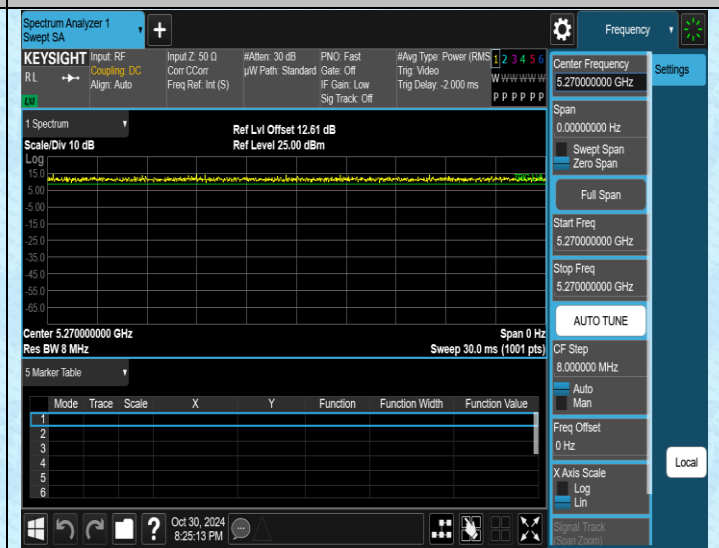 Spectrum Analyzer 1
Swept SA
+
Frequency
KEYSIGHT
R L
LXI
Input: RF
Coupling: DC
Align: Auto
Input Z: 50 Ω
Corr CCorr
Freq Ref: Int (S)
#Atten: 30 dB
µW Path: Standard
PNO: Fast
Gate: Off
IF Gain: Low
Sig Track: Off
#Avg Type: Power (RMS
Trig: Video
Trig Delay: -2.000 ms
1 2 3 4 5 6
W W W W W W
P P P P P P
1 Spectrum
Scale/Div 10 dB
Ref Lvl Offset 12.61 dB
Ref Level 25.00 dBm
Log
15.0
5.00
-5.00
-15.0
-25.0
-35.0
-45.0
-55.0
-65.0
Center 5.270000000 GHz
Span 0 Hz
Res BW 8 MHz
Sweep 30.0 ms (1001 pts)
5 Marker Table
Mode Trace Scale X Y Function Function Width Function Value
1
2
3
4
5
6
Oct 30, 2024
8:25:13 PM
Center Frequency
5.270000000 GHz
Settings
Span
0.00000000 Hz
Swept Span
Zero Span
Full Span
Start Freq
5.270000000 GHz
Stop Freq
5.270000000 GHz
AUTO TUNE
CF Step
8.000000 MHz
Auto
Man
Freq Offset
0 Hz
X Axis Scale
Log
Lin
Local
Signal Track
(Span Zoom)